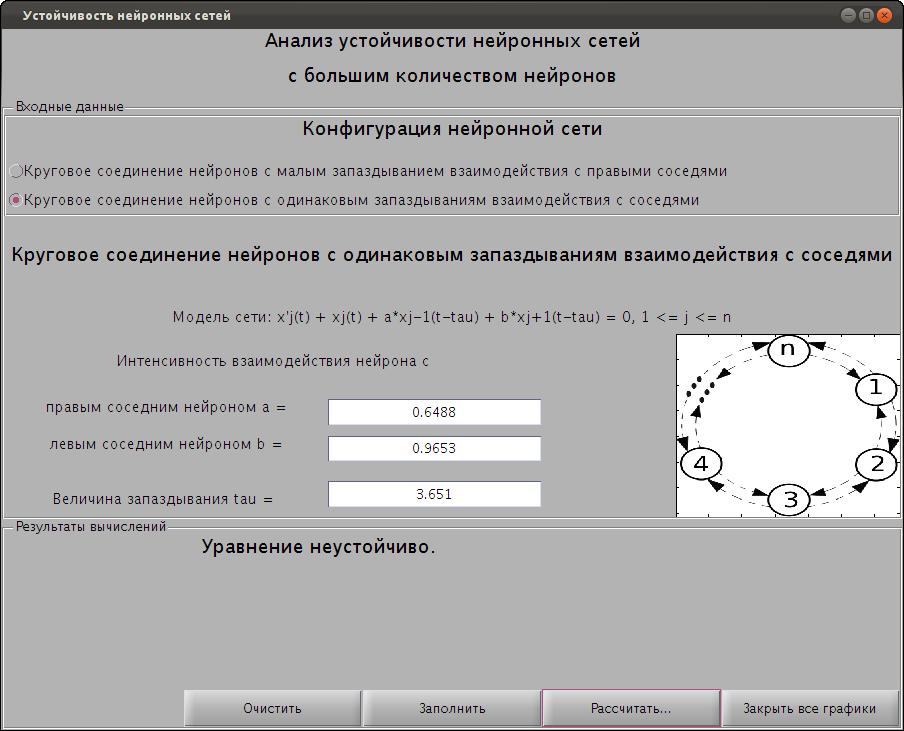 Устойчивость нейронных сетей
Анализ устойчивости нейронных сетей
с большим количеством нейронов
Входные данные
Конфигурация нейронной сети
Круговое соединение нейронов с малым запаздыванием взаимодействия с правыми соседями
Круговое соединение нейронов с одинаковым запаздываниям взаимодействия с соседями
Круговое соединение нейронов с одинаковым запаздываниям взаимодействия с соседями
Модель сети: x'j(t) + xj(t) + a*xj−1(t−tau) + b*xj+1(t−tau) = 0, 1 <= j <= n
Интенсивность взаимодействия нейрона с
правым соседним нейроном a =
0.6488
левым соседним нейроном b =
0.9653
Величина запаздывания tau =
3.651
n
1
2
3
4
Результаты вычислений
Уравнение неустойчиво.
Очистить
Заполнить
Рассчитать...
Закрыть все графики